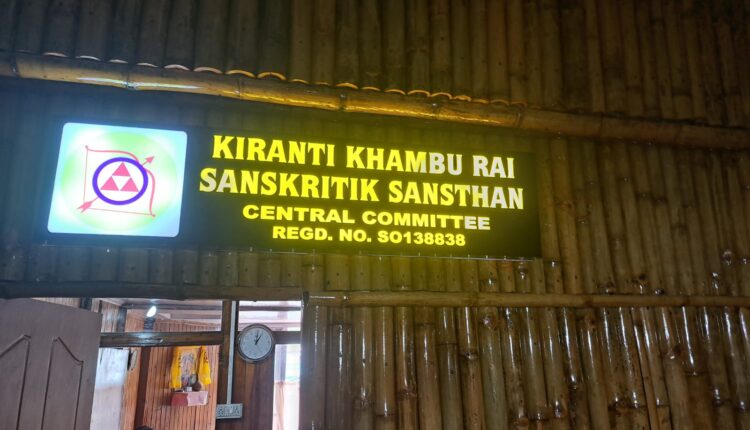 KIRANTI KHAMBU RAI
SANSKRITIK SANSTHAN
CENTRAL COMMITTEE
REGD. NO. SO138838